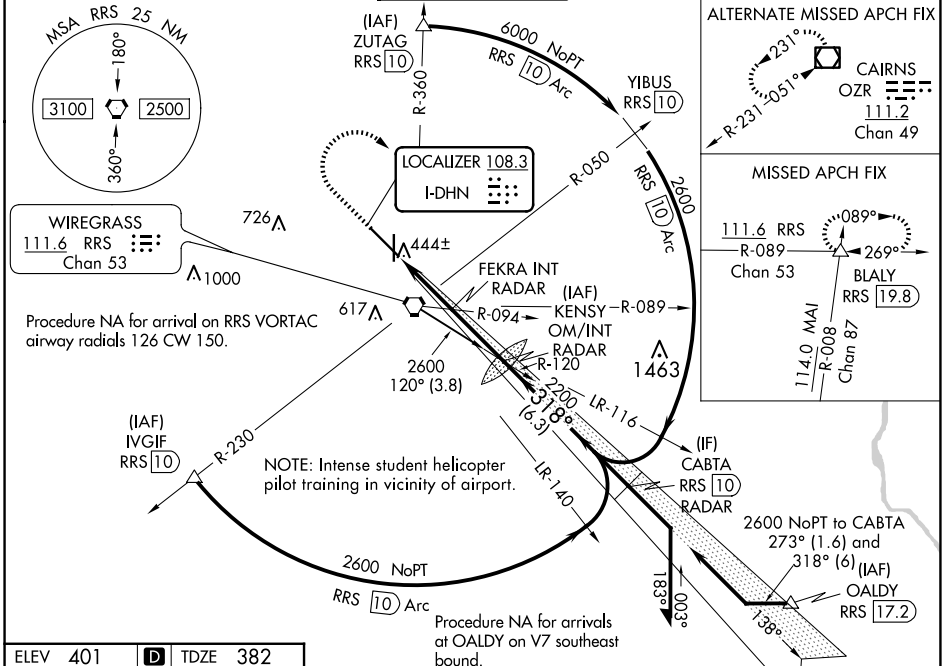 MSA RRS 25 NM
180°
3100
2500
360°
(IAF)
ZUTAG
RRS 10
R-360
6000 NoPT
RRS 10 Arc
YIBUS
RRS 10
R-050
2600
RRS 10 Arc
LOCALIZER 108.3
I-DHN
ALTERNATE MISSED APCH FIX
231°
R-231
051°
CAIRNS
OZR
111.2
Chan 49
MISSED APCH FIX
111.6 RRS
R-089
Chan 53
089°
269°
BLALY
RRS 19.8
114.0 MAI
R-008
Chan 87
WIREGRASS
111.6 RRS
Chan 53
726
1000
617
444±
Procedure NA for arrival on RRS VORTAC
airway radials 126 CW 150.
FEKRA INT
RADAR
R-094
(IAF)
KENSY
OM/INT
RADAR
R-089
R-120
1463
2600
120° (3.8)
2200
318°
(6.3)
LR-116
LR-140
(IF)
CABTA
RRS 10
RADAR
(IAF)
IVGIF
RRS 10
R-230
NOTE: Intense student helicopter
pilot training in vicinity of airport.
2600 NoPT
RRS 10 Arc
2600 NoPT to CABTA
273° (1.6) and
318° (6)
(IAF)
OALDY
RRS 17.2
183°
003°
138°
Procedure NA for arrivals
at OALDY on V7 southeast
bound.
ELEV 401
D
TDZE 382